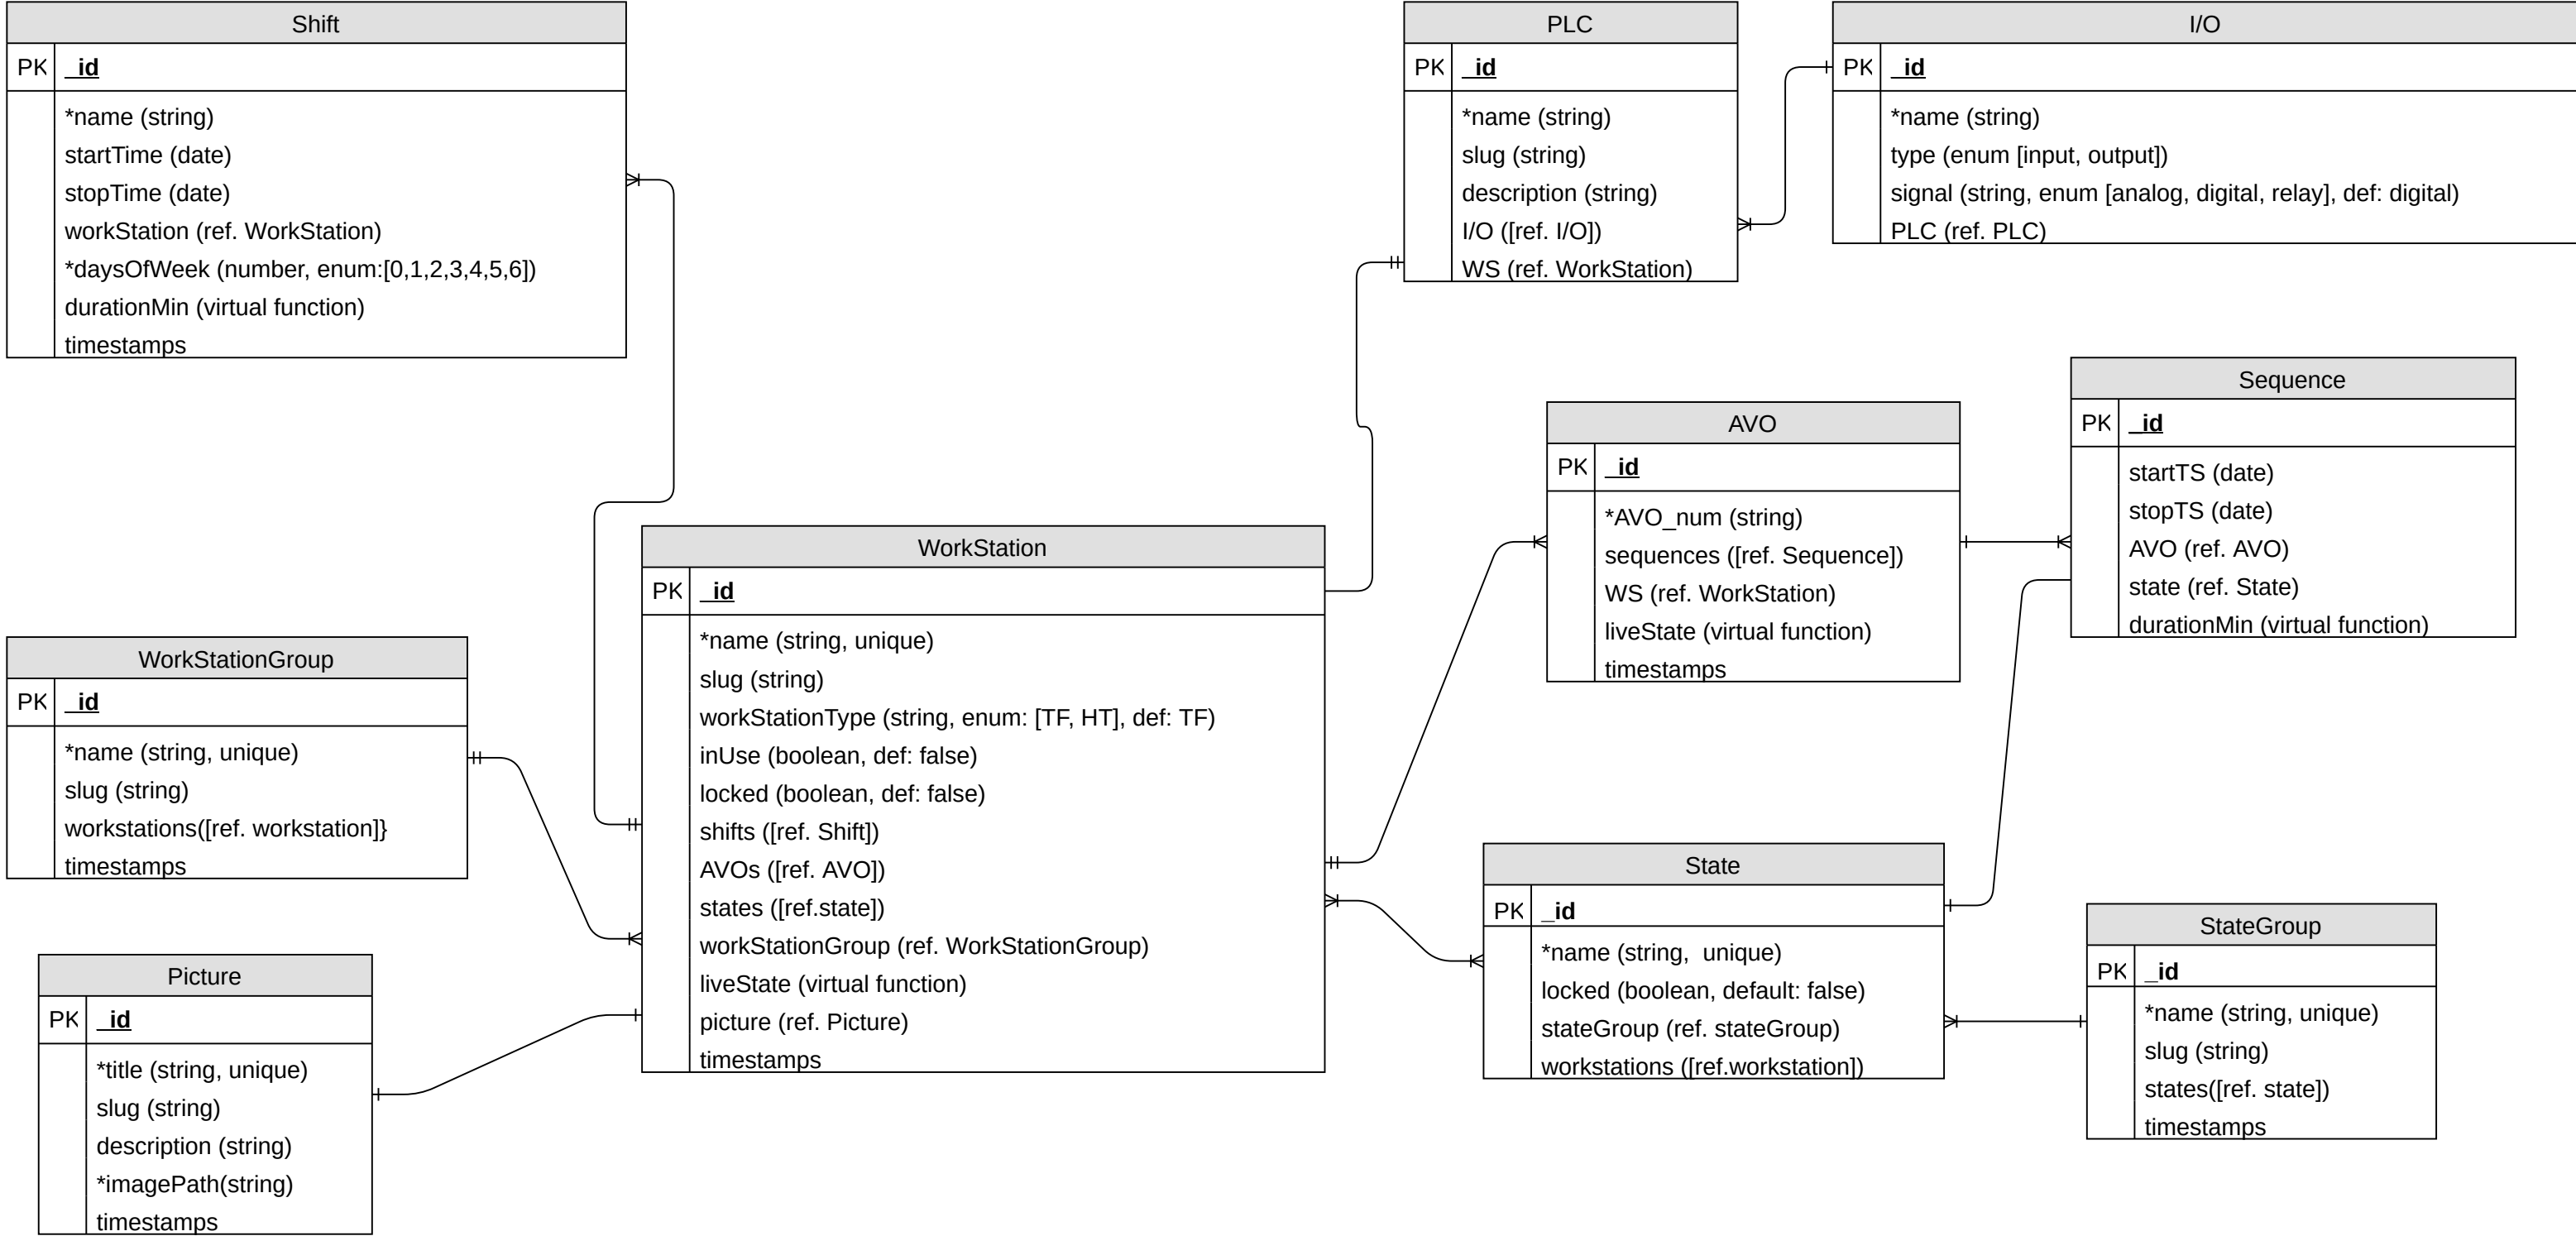 Shift
PK _id
*name (string)
startTime (date)
stopTime (date)
workStation (ref. WorkStation)
*daysOfWeek (number, enum:[0,1,2,3,4,5,6])
durationMin (virtual function)
timestamps
PLC
PK _id
*name (string)
slug (string)
description (string)
I/O ([ref. I/O])
WS (ref. WorkStation)
I/O
PK _id
*name (string)
type (enum [input, output])
signal (string, enum [analog, digital, relay], def: digital)
PLC (ref. PLC)
Sequence
PK _id
startTS (date)
stopTS (date)
AVO (ref. AVO)
state (ref. State)
durationMin (virtual function)
AVO
PK _id
*AVO_num (string)
sequences ([ref. Sequence])
WS (ref. WorkStation)
liveState (virtual function)
timestamps
WorkStation
PK _id
*name (string, unique)
slug (string)
workStationType (string, enum: [TF, HT], def: TF)
inUse (boolean, def: false)
locked (boolean, def: false)
shifts ([ref. Shift])
AVOs ([ref. AVO])
states ([ref.state])
workStationGroup (ref. WorkStationGroup)
liveState (virtual function)
picture (ref. Picture)
timestamps
WorkStationGroup
PK _id
*name (string, unique)
slug (string)
workstations([ref. workstation]}
timestamps
State
PK _id
*name (string,  unique)
locked (boolean, default: false)
stateGroup (ref. stateGroup)
workstations ([ref.workstation])
StateGroup
PK _id
*name (string, unique)
slug (string)
states([ref. state])
timestamps
Picture
PK _id
*title (string, unique)
slug (string)
description (string)
*imagePath(string)
timestamps